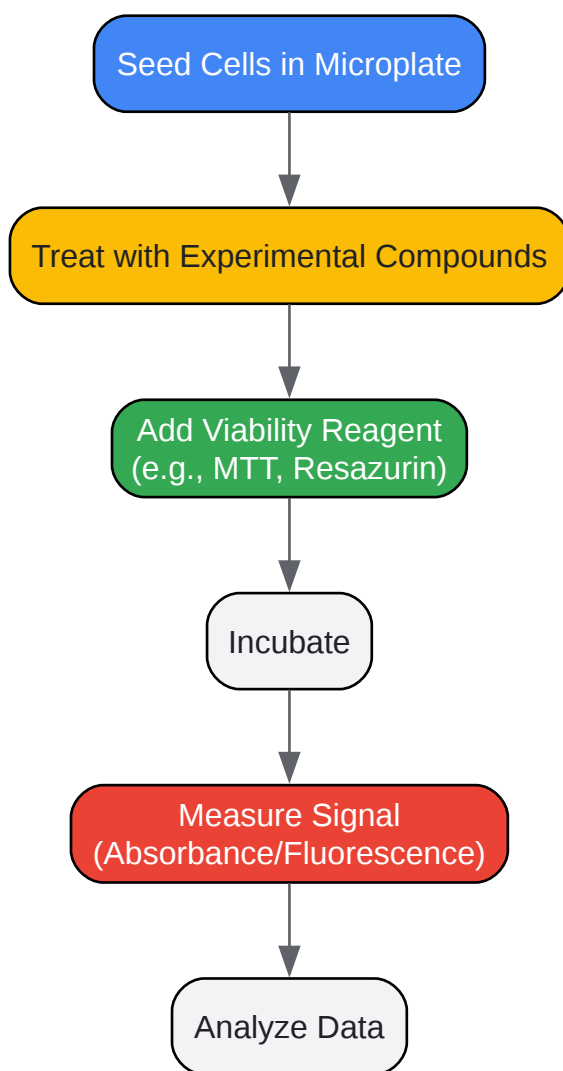 Seed Cells in Microplate
Treat with Experimental Compounds
Add Viability Reagent
(e.g., MTT, Resazurin)
Incubate
Measure Signal
(Absorbance/Fluorescence)
Analyze Data